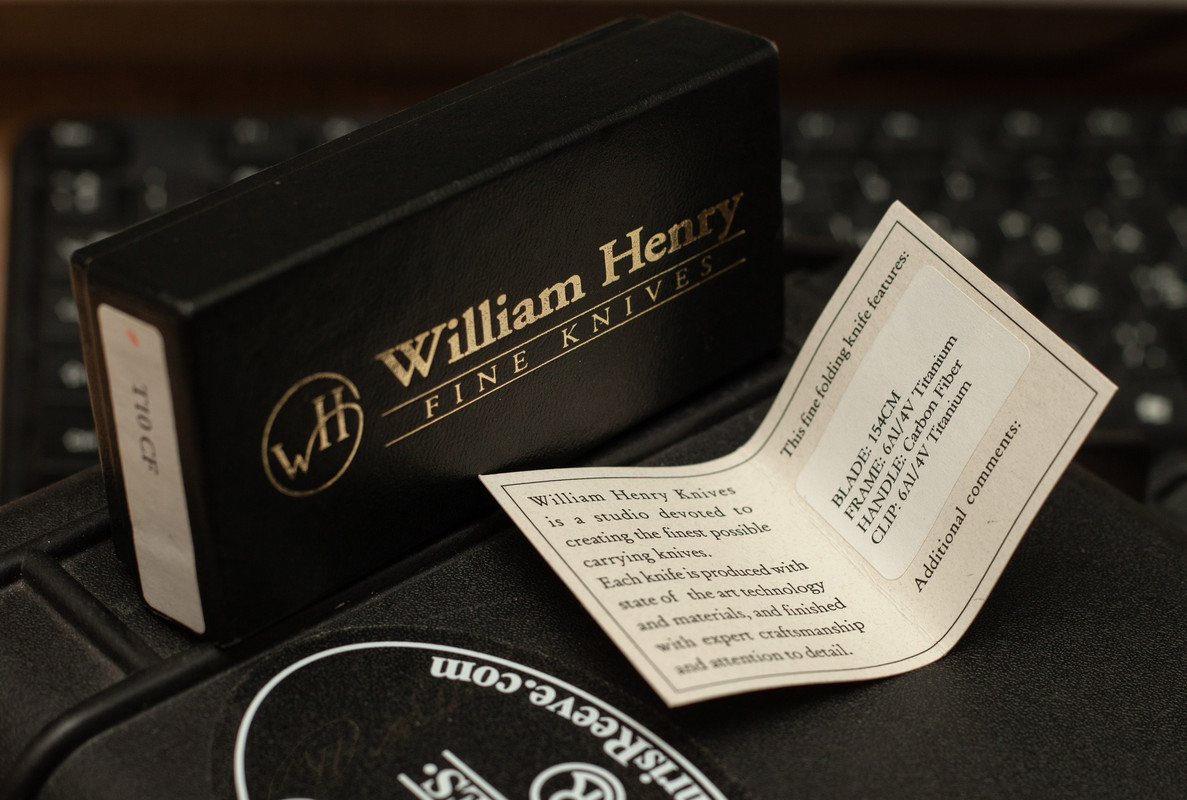 William Henry
FINE KNIVES
WH
T10 CF
This fine folding knife features:
BLADE: 154CM
FRAME: 6Al/4V Titanium
HANDLE: Carbon Fiber
CLIP: 6Al/4V Titanium
Additional comments:
William Henry Knives
is a studio devoted to
creating the finest possible
carrying knives.
Each knife is produced with
state of the art technology
and materials, and finished
with expert craftsmanship
and attention to detail.
hrisReeve.com